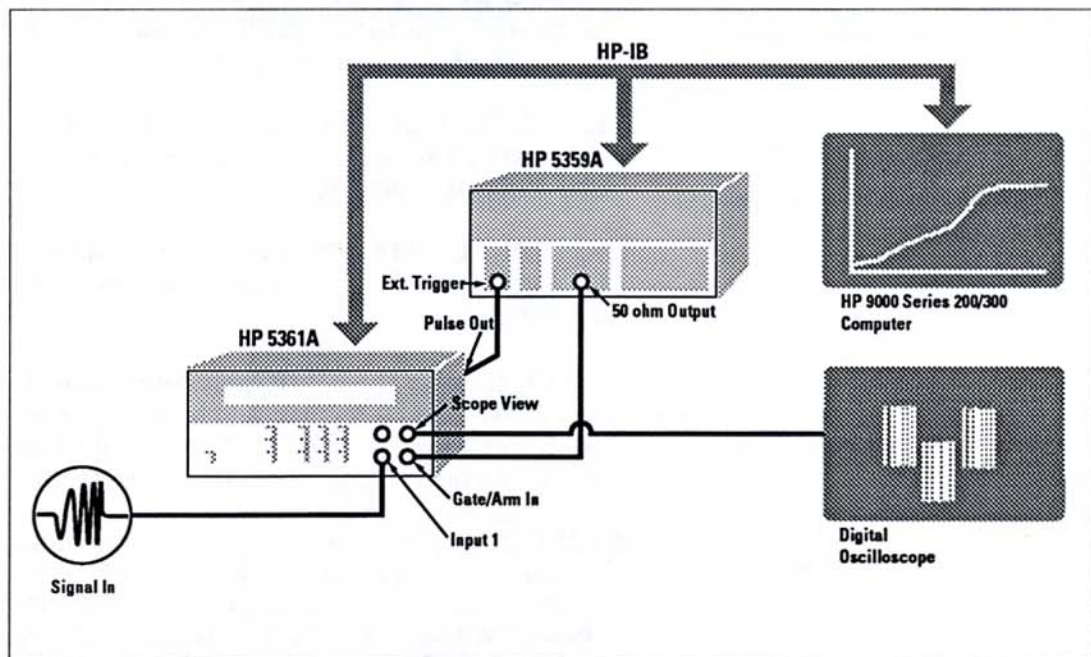 HP-IB
HP 5359A
Ext. Trigger
50 ohm Output
HP 9000 Series 200/300
Computer
Pulse Out
HP 5361A
Scope View
Gate/Arm In
Input 1
Signal In
Digital
Oscilloscope